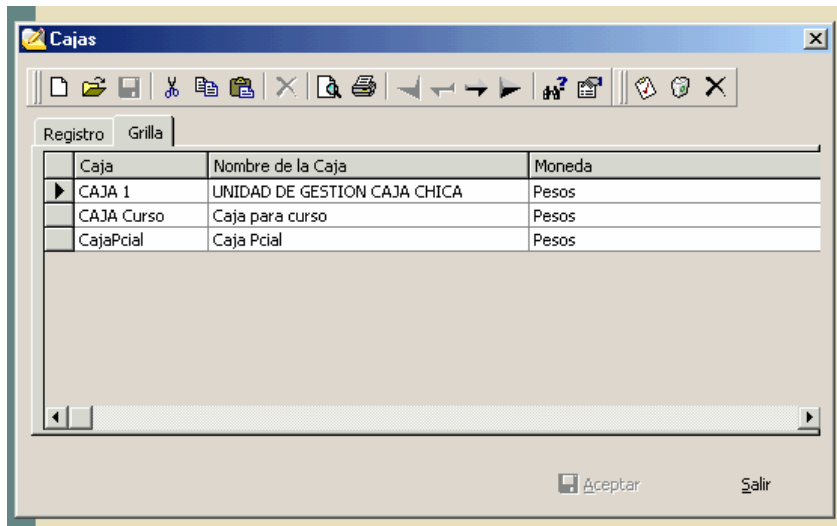 Cajas
Registro Grilla
Caja Nombre de la Caja Moneda
CAJA 1 UNIDAD DE GESTION CAJA CHICA Pesos
CAJA Curso Caja para curso Pesos
CajaPcial Caja Pcial Pesos
Aceptar Salir